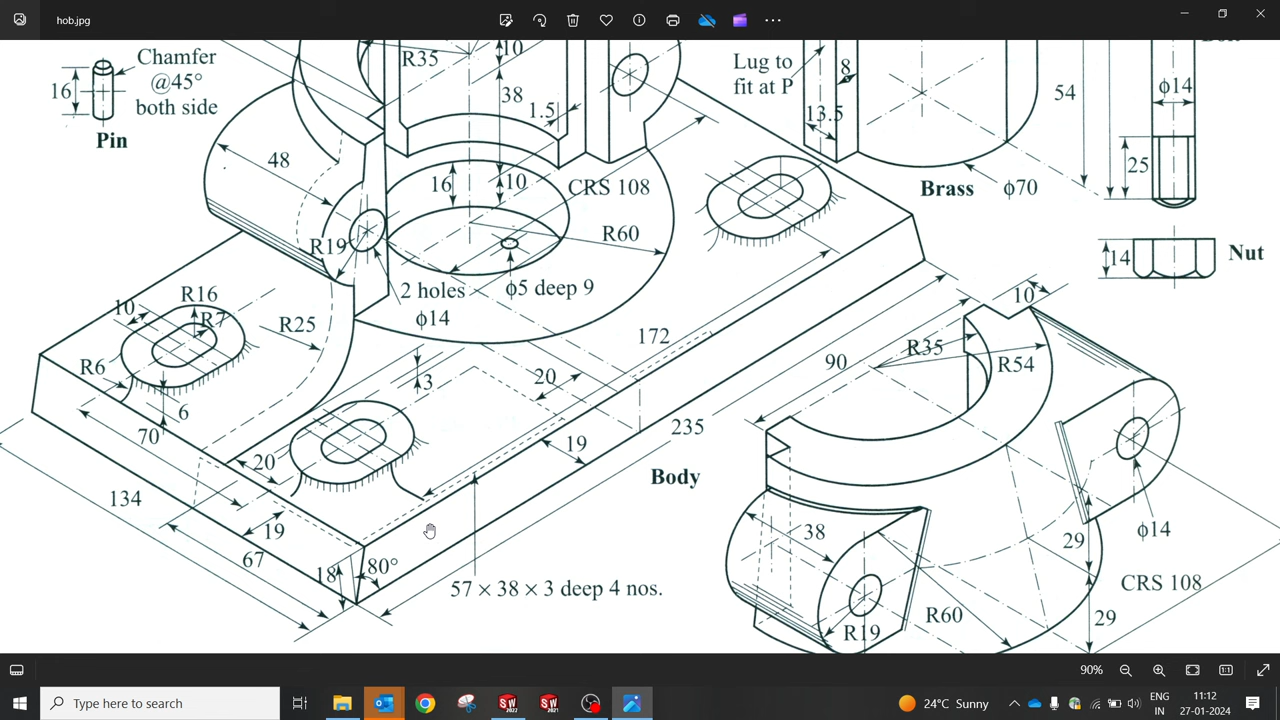 hob.jpg
R35
10
Chamfer
@45°
both side
16
Pin
38
1.5
Lug to
fit at P
8
13.5
54
ϕ14
25
Brass
ϕ70
14
Nut
48
16
10
CRS 108
R19
R60
2 holes
ϕ14
ϕ5 deep 9
10
R16
R7
R25
R6
6
70
3
20
172
20
19
235
90
Body
134
19
67
18
80°
57 × 38 × 3 deep 4 nos.
10
R35
R54
ϕ14
38
29
CRS 108
29
R60
R19
90%
Type here to search
24°C Sunny
ENG
IN
11:12
27-01-2024